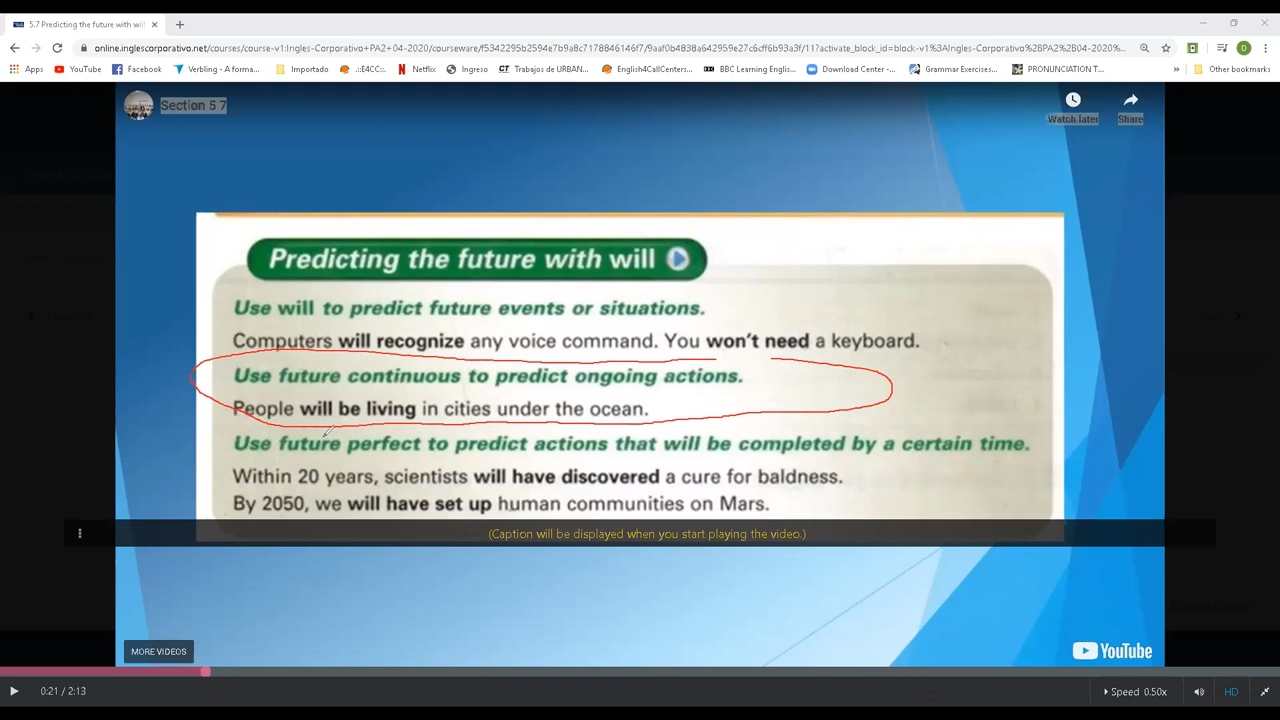 5.7 Predicting the future with wil
online.inglescorporativo.net/courses/course-v1:Ingles-Corporativo+PA2+04-2020/courseware/f5342295b2594e7b9a8c7178846146f7/9aaf0b4838a642959e27c6cff6b93a3f/11?activate_block_id=block-v1%3AIngles-Corporativo%2BPA2%2B04-2020%...
D
Apps YouTube Facebook Verbling - A forma... Importado .::E4CC::. Netflix Ingreso Trabajos de URBAN... English4CallCenters... BBC Learning Englis... Download Center -... Grammar Exercises... PRONUNCIATION T... » Other bookmarks
Section 5 7
Watch later Share
Predicting the future with will
Use will to predict future events or situations.
Computers will recognize any voice command. You won't need a keyboard.
Use future continuous to predict ongoing actions.
People will be living in cities under the ocean.
Use future perfect to predict actions that will be completed by a certain time.
Within 20 years, scientists will have discovered a cure for baldness.
By 2050, we will have set up human communities on Mars.
(Caption will be displayed when you start playing the video.)
MORE VIDEOS
YouTube
0:21 / 2:13
Speed 0.50x
HD